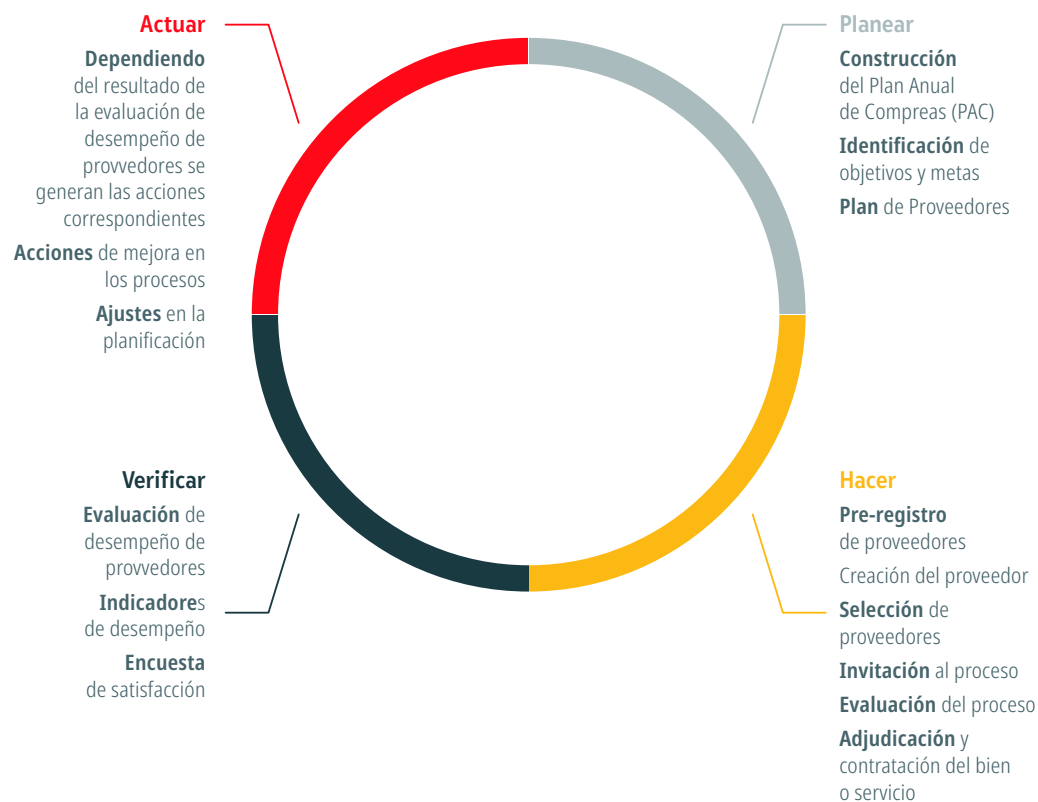 Actuar
Dependiendo
del resultado de
la evaluación de
desempeño de
provvedores se
generan las acciones
correspondientes
Acciones de mejora en
los procesos
Ajustes en la
planificación
Planear
Construcción
del Plan Anual
de Compreas (PAC)
Identificación de
objetivos y metas
Plan de Proveedores
Verificar
Evaluación de
desempeño de
provvedores
Indicadores
de desempeño
Encuesta
de satisfacción
Hacer
Pre-registro
de proveedores
Creación del proveedor
Selección de
proveedores
Invitación al proceso
Evaluación del proceso
Adjudicación y
contratación del bien
o servicio